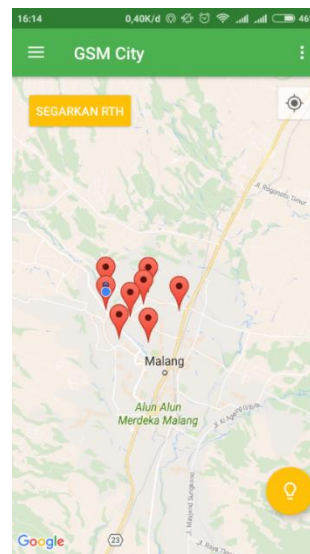 16:14
0,40K/d
46
GSM City
SEGARKAN RTH
Malang
Alun Alun
Merdeka Malang
Google
23